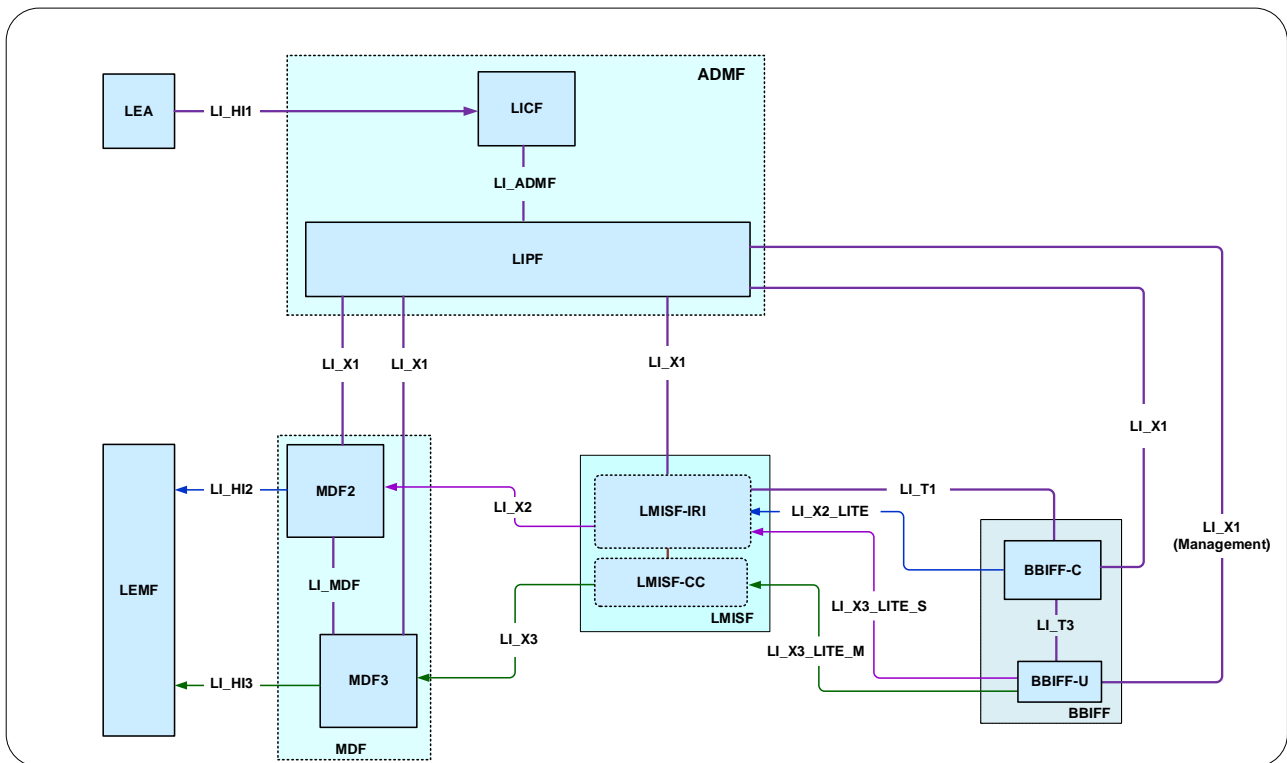 ADMF
LEA
LI_HI1
LICF
LI_ADMF
LIPF
LI_X1
LI_X1
LI_X1
LI_X1
LI_X1
(Management)
LEMF
LI_HI2
MDF2
LI_X2
LMISF-IRI
LI_T1
LI_X2_LITE
LI_MDF
LMISF-CC
LMISF
BBIFF-C
LI_X3_LITE_S
LI_T3
LI_X3
LI_X3_LITE_M
LI_HI3
MDF3
BBIFF-U
BBIFF
MDF